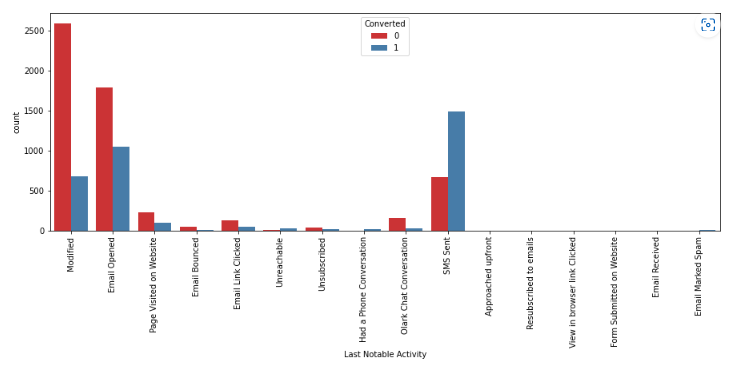 Converted
0
1
2500
2000
1500
1000
500
0
count
Modified
Email Opened
Page Visited on Website
Email Bounced
Email Link Clicked
Unreachable
Unsubscribed
Had a Phone Conversation
Olark Chat Conversation
SMS Sent
Approached upfront
Resubscribed to emails
View in browser link Clicked
Form Submitted on Website
Email Received
Email Marked Spam
Last Notable Activity